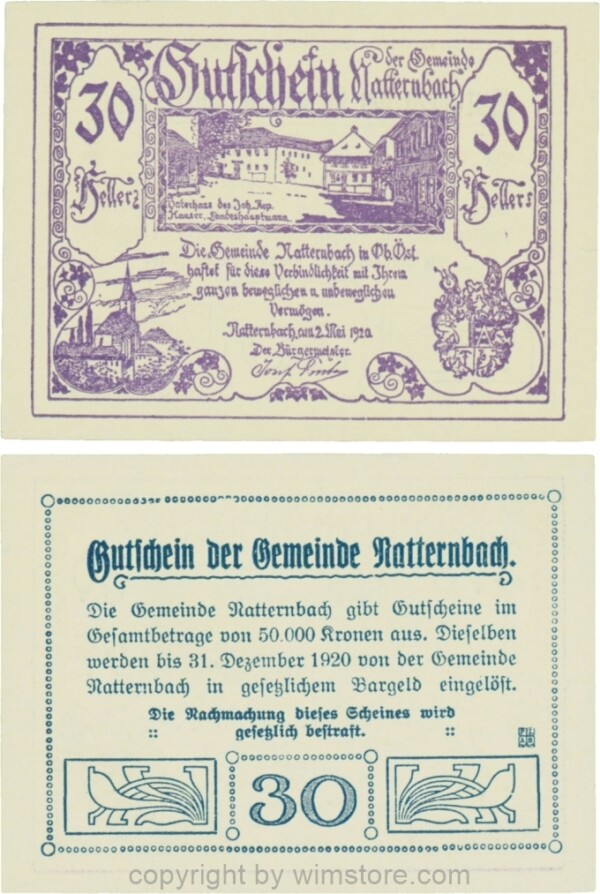 Gutschein der Gemeinde
Natternbach
30
30
Heller
Heller
Vaterhaus des Joh. Nep.
Hauser, Landeshauptmann
Die Gemeinde Natternbach in Ob. Öst.
haftet für diese Verbindlichkeit mit Ihrem
ganzen beweglichen u. unbeweglichen
Vermögen.
Natternbach, am 2. Mai 1920
Der Bürgermeister
Gutschein der Gemeinde Natternbach.
Die Gemeinde Natternbach gibt Gutscheine im
Gesamtbetrage von 50.000 Kronen aus. Dieselben
werden bis 31. Dezember 1920 von der Gemeinde
Natternbach in gesetzlichem Bargeld eingelöst.
Die Nachmachung dieses Scheines wird
:: gesetzlich bestraft. ::
30
copyright by wimstore.com